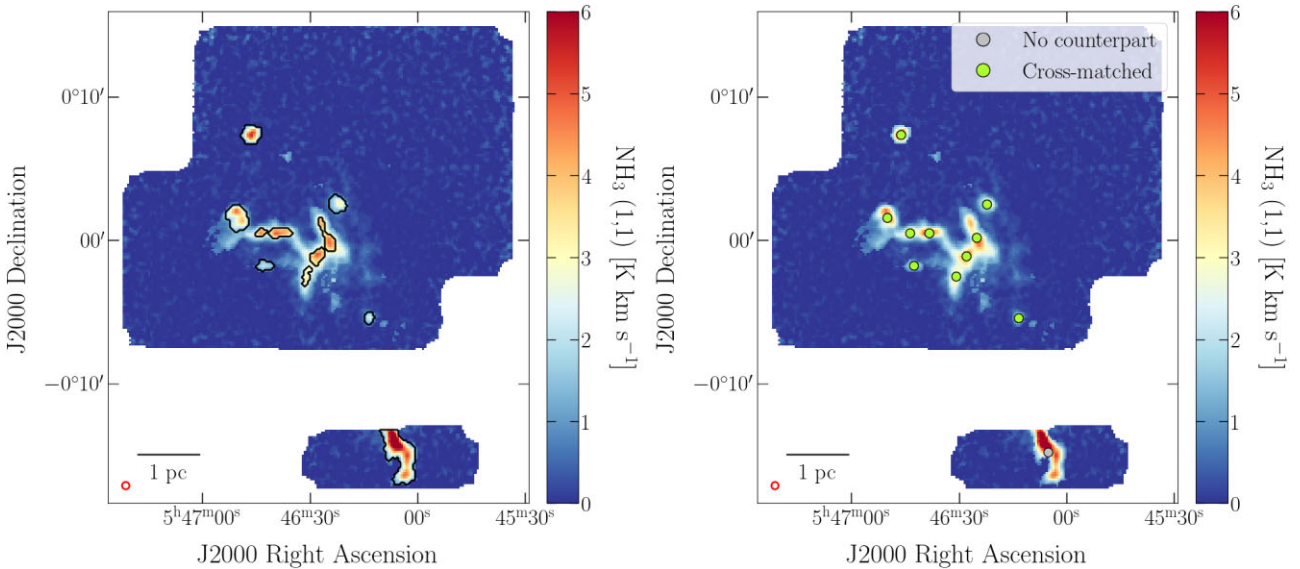 0°10′
00′
−0°10′
J2000 Declination
1 pc
5ʰ47ᵐ00ˢ
46ᵐ30ˢ
00ˢ
45ᵐ30ˢ
J2000 Right Ascension
6
5
4
3
2
1
0
NH₃ (1,1) [K km s⁻¹]
No counterpart
Cross-matched
0°10′
00′
−0°10′
J2000 Declination
1 pc
5ʰ47ᵐ00ˢ
46ᵐ30ˢ
00ˢ
45ᵐ30ˢ
J2000 Right Ascension
6
5
4
3
2
1
0
NH₃ (1,1) [K km s⁻¹]